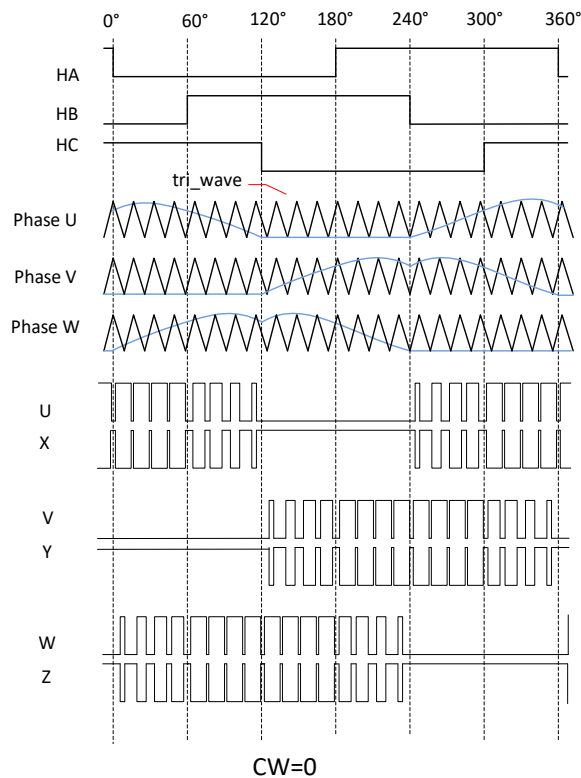 0° 60° 120° 180° 240° 300° 360°
HA
HB
HC
tri_wave
Phase U
Phase V
Phase W
U
X
V
Y
W
Z
CW=0